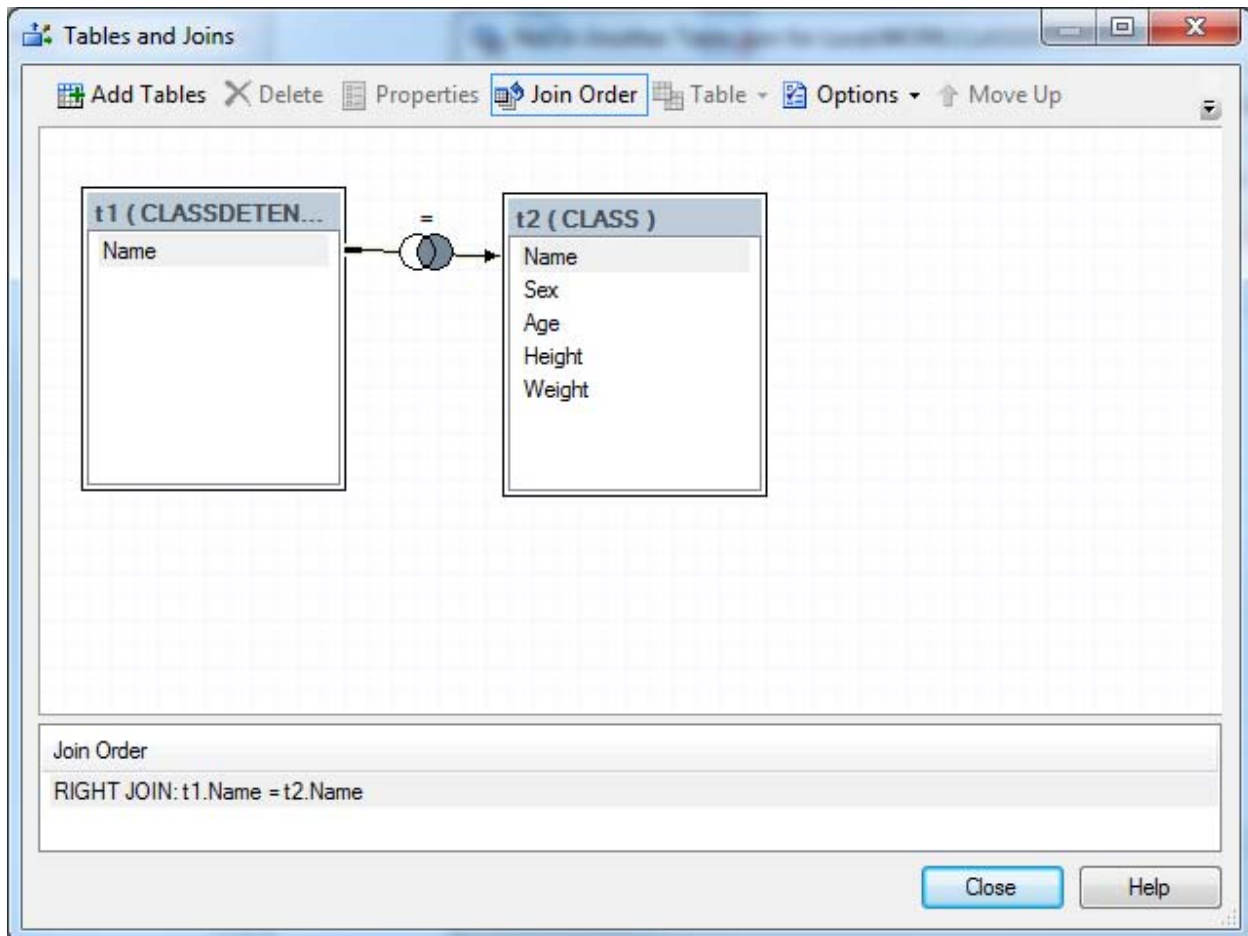 Tables and Joins
Add Tables Delete Properties Join Order Table Options Move Up
t1 ( CLASSDETEN...
Name
=
t2 ( CLASS )
Name
Sex
Age
Height
Weight
Join Order
RIGHT JOIN: t1.Name = t2.Name
Close Help